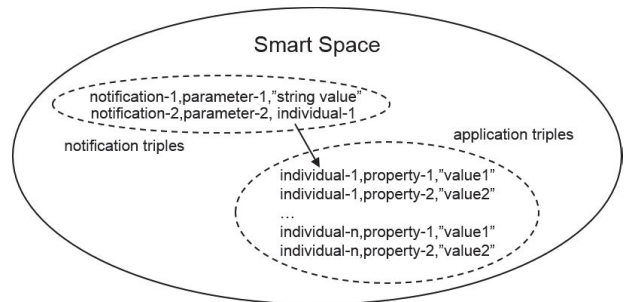 Smart Space
notification-1,parameter-1,”string value”
notification-2,parameter-2, individual-1
notification triples
application triples
individual-1,property-1,”value1”
individual-1,property-2,”value2”
…
individual-n,property-1,”value1”
individual-n,property-2,”value2”